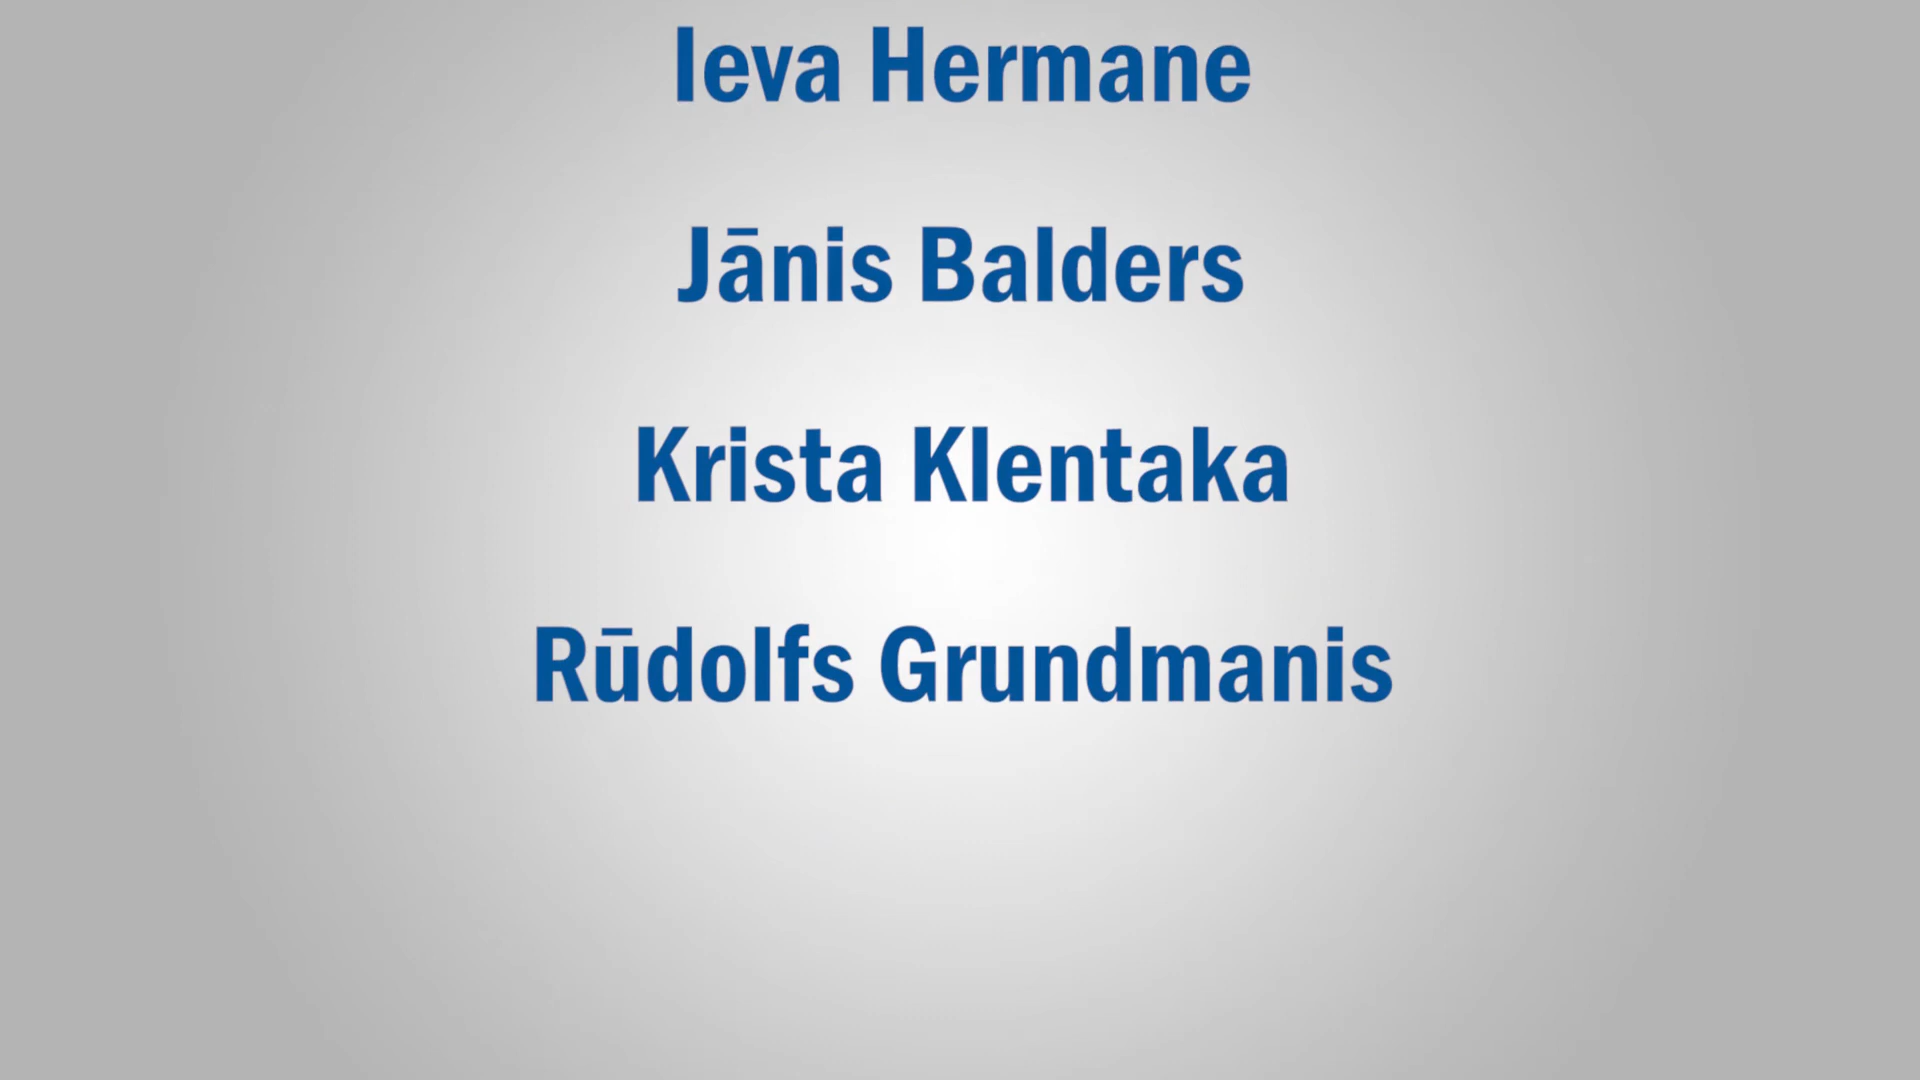 Ieva Hermane
Jānis Balders
Krista Klentaka
Rūdolfs Grundmanis